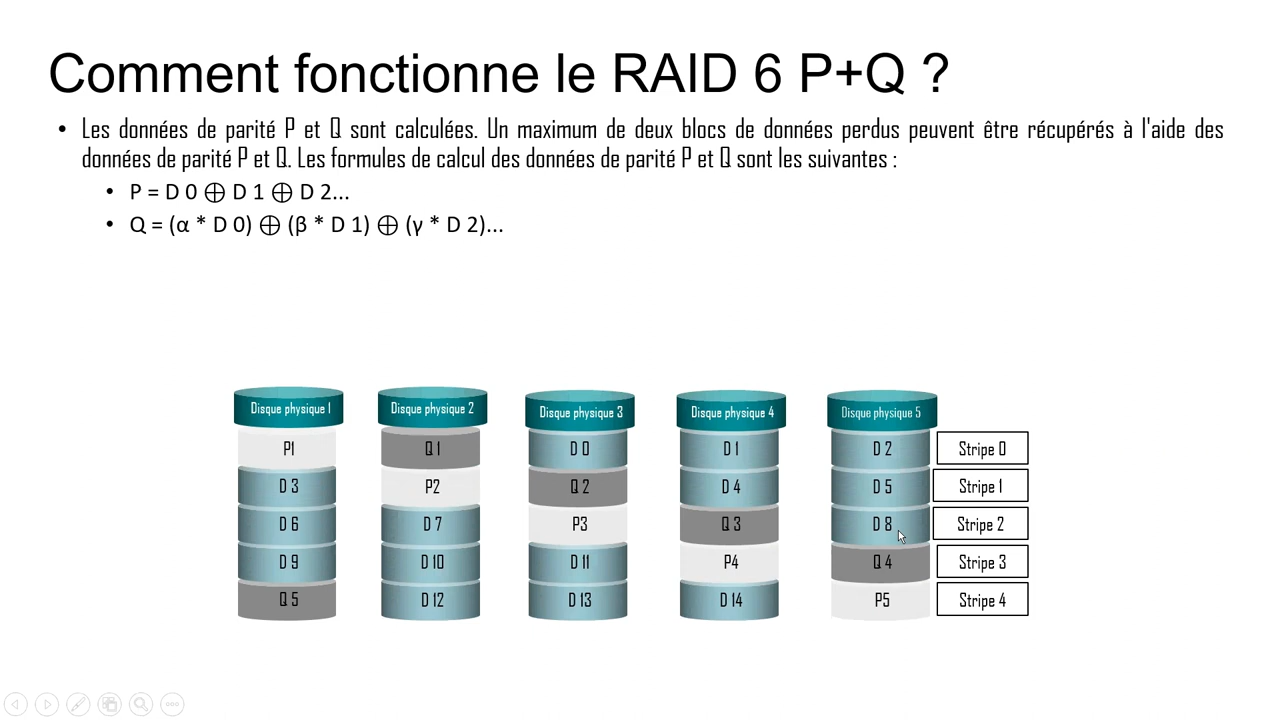 Comment fonctionne le RAID 6 P+Q ?
• Les données de parité P et Q sont calculées. Un maximum de deux blocs de données perdus peuvent être récupérés à l'aide des
données de parité P et Q. Les formules de calcul des données de parité P et Q sont les suivantes :
• P = D 0 ⊕ D 1 ⊕ D 2...
• Q = (α * D 0) ⊕ (β * D 1) ⊕ (γ * D 2)...
Disque physique 1 Disque physique 2 Disque physique 3 Disque physique 4 Disque physique 5
P1 Q 1 D 0 D 1 D 2 Stripe 0
D 3 P2 Q 2 D 4 D 5 Stripe 1
D 6 D 7 P3 Q 3 D 8 Stripe 2
D 9 D 10 D 11 P4 Q 4 Stripe 3
Q 5 D 12 D 13 D 14 P5 Stripe 4